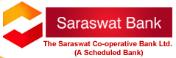 Saraswat Bank
The Saraswat Co-operative Bank Ltd.
(A Scheduled Bank)